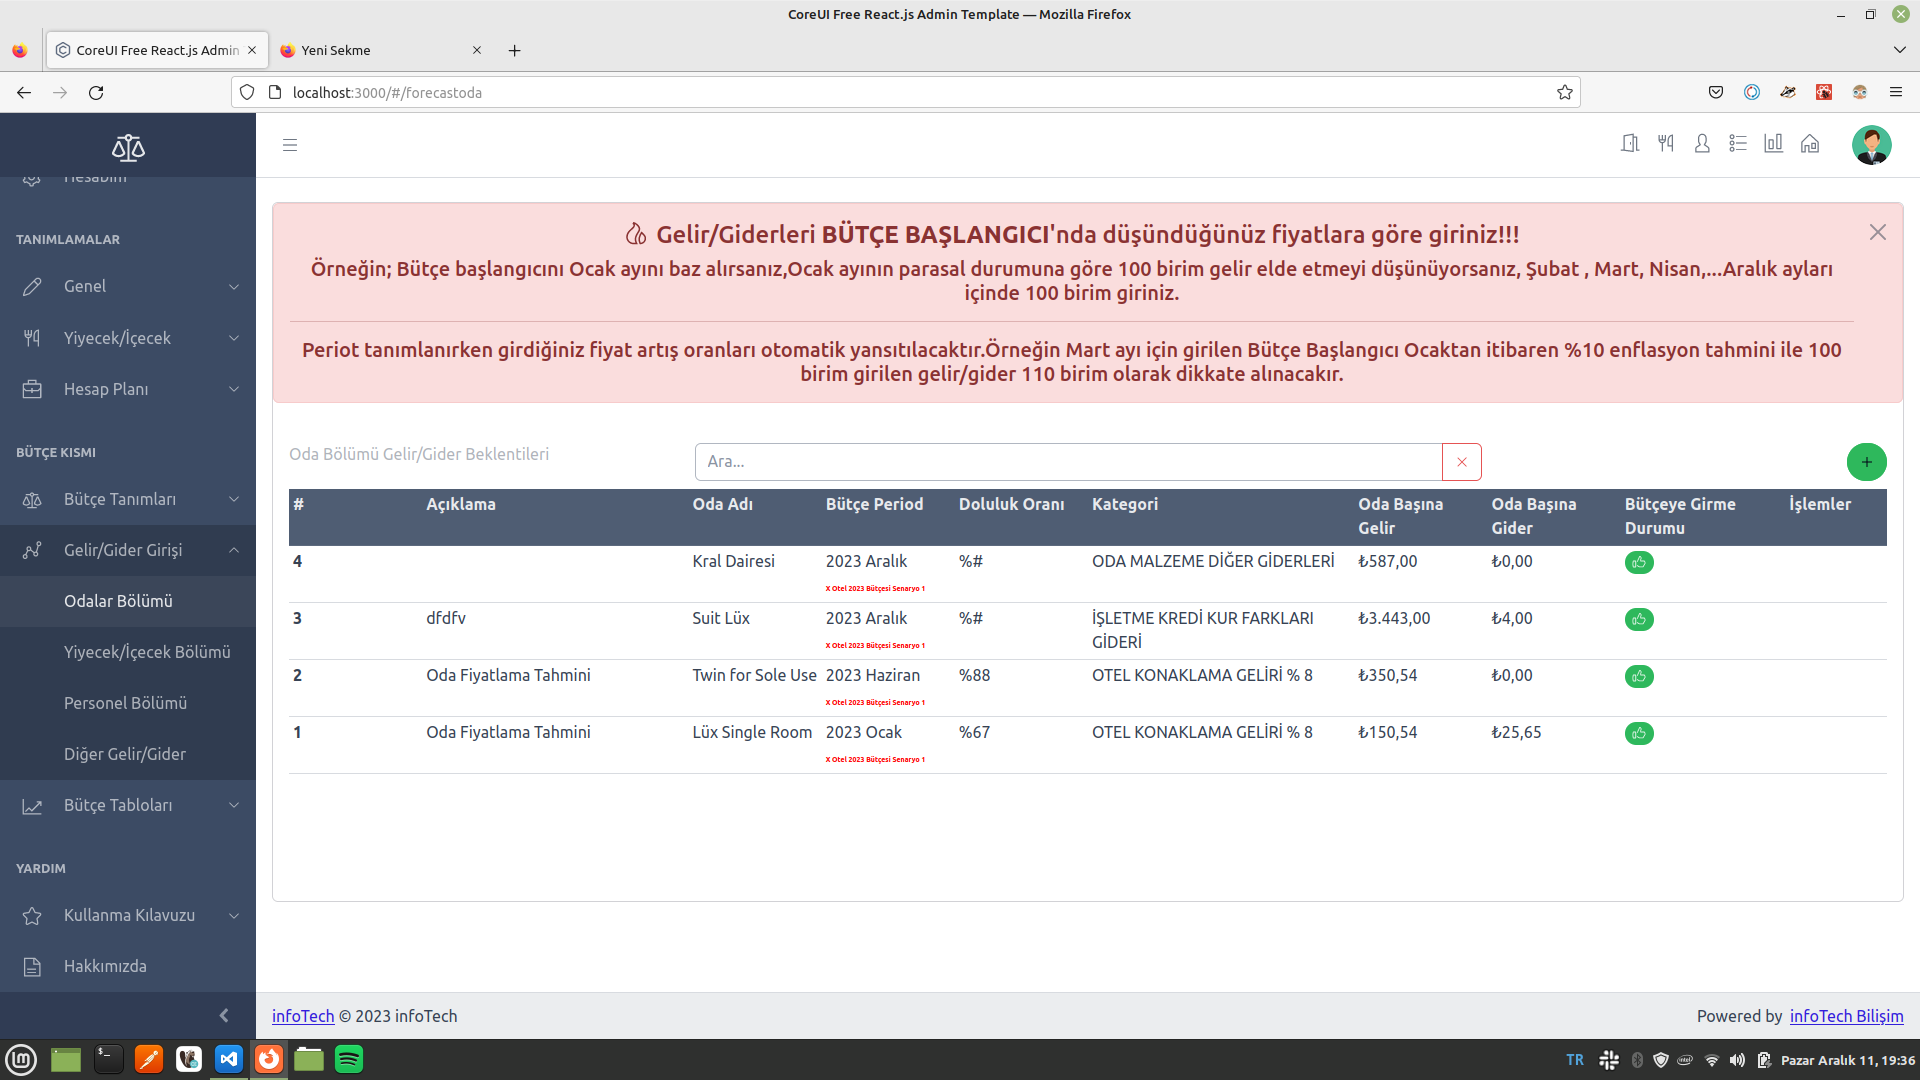 CoreUI Free React.js Admin Template — Mozilla Firefox
CoreUI Free React.js Admin
Yeni Sekme
localhost:3000/#/forecastoda
Hesabım
TANIMLAMALAR
Genel
Yiyecek/İçecek
Hesap Planı
BÜTÇE KISMI
Bütçe Tanımları
Gelir/Gider Girişi
Odalar Bölümü
Yiyecek/İçecek Bölümü
Personel Bölümü
Diğer Gelir/Gider
Bütçe Tabloları
YARDIM
Kullanma Kılavuzu
Hakkımızda
Gelir/Giderleri BÜTÇE BAŞLANGICI'nda düşündüğünüz fiyatlara göre giriniz!!!
Örneğin; Bütçe başlangıcını Ocak ayını baz alırsanız,Ocak ayının parasal durumuna göre 100 birim gelir elde etmeyi düşünüyorsanız, Şubat , Mart, Nisan,...Aralık ayları
içinde 100 birim giriniz.
Periot tanımlanırken girdiğiniz fiyat artış oranları otomatik yansıtılacaktır.Örneğin Mart ayı için girilen Bütçe Başlangıcı Ocaktan itibaren %10 enflasyon tahmini ile 100
birim girilen gelir/gider 110 birim olarak dikkate alınacakır.
Oda Bölümü Gelir/Gider Beklentileri
Ara...
# Açıklama Oda Adı Bütçe Period Doluluk Oranı Kategori Oda Başına Gelir Oda Başına Gider Bütçeye Girme Durumu İşlemler
4 Kral Dairesi 2023 Aralık %# ODA MALZEME DİĞER GİDERLERİ ₺587,00 ₺0,00
X Otel 2023 Bütçesi Senaryo 1
3 dfdfv Suit Lüx 2023 Aralık %# İŞLETME KREDİ KUR FARKLARI GİDERİ ₺3.443,00 ₺4,00
X Otel 2023 Bütçesi Senaryo 1
2 Oda Fiyatlama Tahmini Twin for Sole Use 2023 Haziran %88 OTEL KONAKLAMA GELİRİ % 8 ₺350,54 ₺0,00
X Otel 2023 Bütçesi Senaryo 1
1 Oda Fiyatlama Tahmini Lüx Single Room 2023 Ocak %67 OTEL KONAKLAMA GELİRİ % 8 ₺150,54 ₺25,65
X Otel 2023 Bütçesi Senaryo 1
infoTech © 2023 infoTech
Powered by infoTech Bilişim
TR
Pazar Aralık 11, 19:36